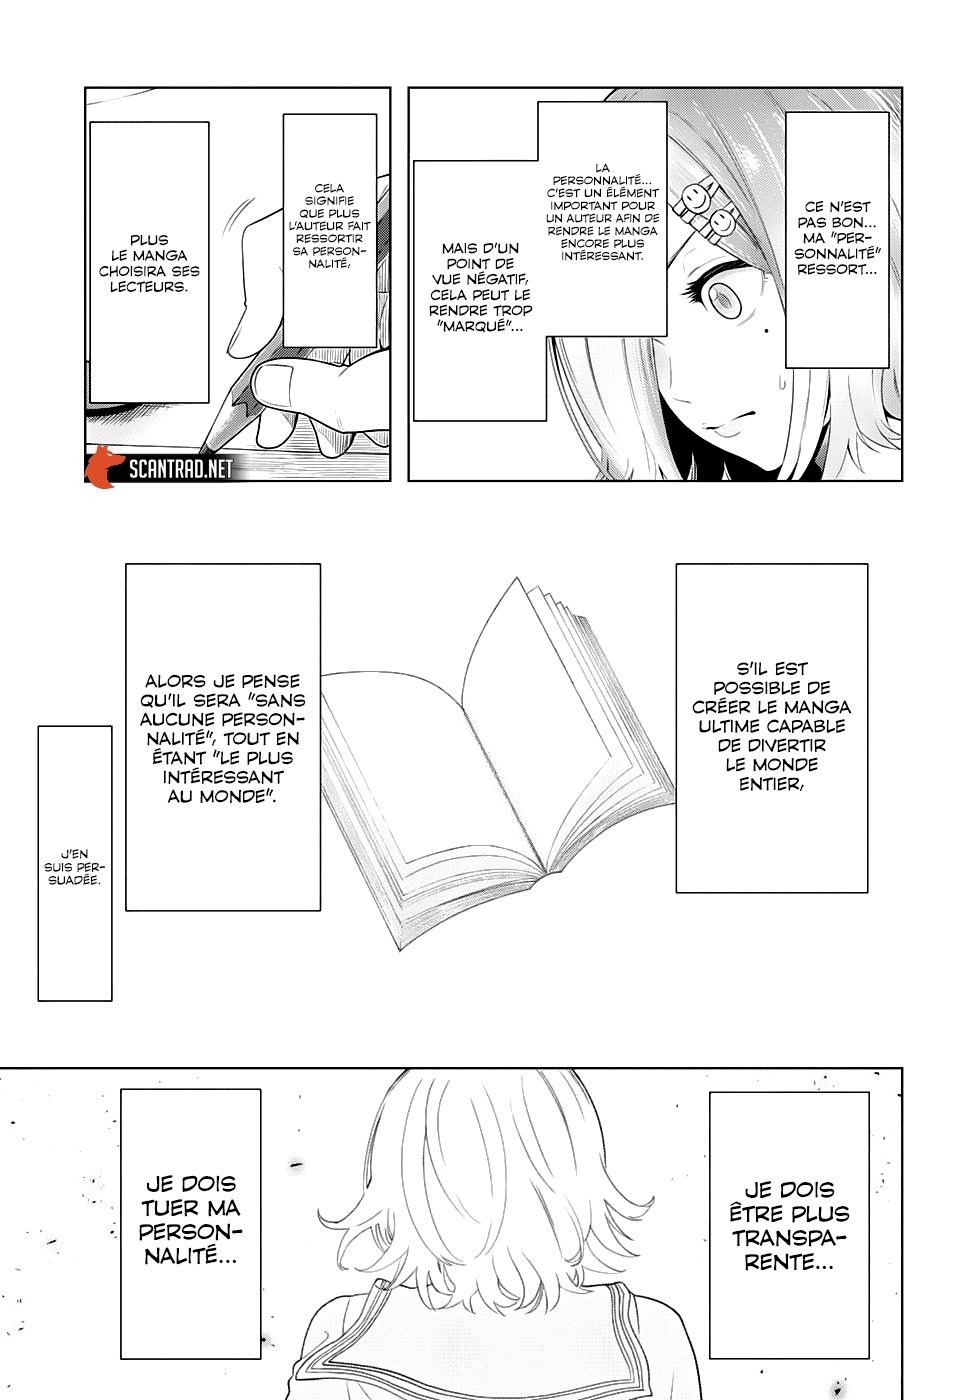 CE N'EST
PAS BON...
MA "PER-
SONNALITÉ"
RESSORT...
LA
PERSONNALITÉ...
C'EST UN ÉLÉMENT
IMPORTANT POUR
UN AUTEUR AFIN DE
RENDRE LE MANGA
ENCORE PLUS
INTÉRESSANT.
MAIS D'UN
POINT DE
VUE NÉGATIF,
CELA PEUT LE
RENDRE TROP
"MARQUÉ"...
CELA
SIGNIFIE
QUE PLUS
L'AUTEUR FAIT
RESSORTIR
SA PERSON-
NALITÉ,
PLUS
LE MANGA
CHOISIRA SES
LECTEURS.
SCANTRAD.NET
S'IL EST
POSSIBLE DE
CRÉER LE MANGA
ULTIME CAPABLE
DE DIVERTIR
LE MONDE
ENTIER,
ALORS JE PENSE
QU'IL SERA "SANS
AUCUNE PERSON-
NALITÉ", TOUT EN
ÉTANT "LE PLUS
INTÉRESSANT
AU MONDE".
J'EN
SUIS PER-
SUADÉE.
JE DOIS
ÊTRE PLUS
TRANSPA-
RENTE...
JE DOIS
TUER MA
PERSON-
NALITÉ...